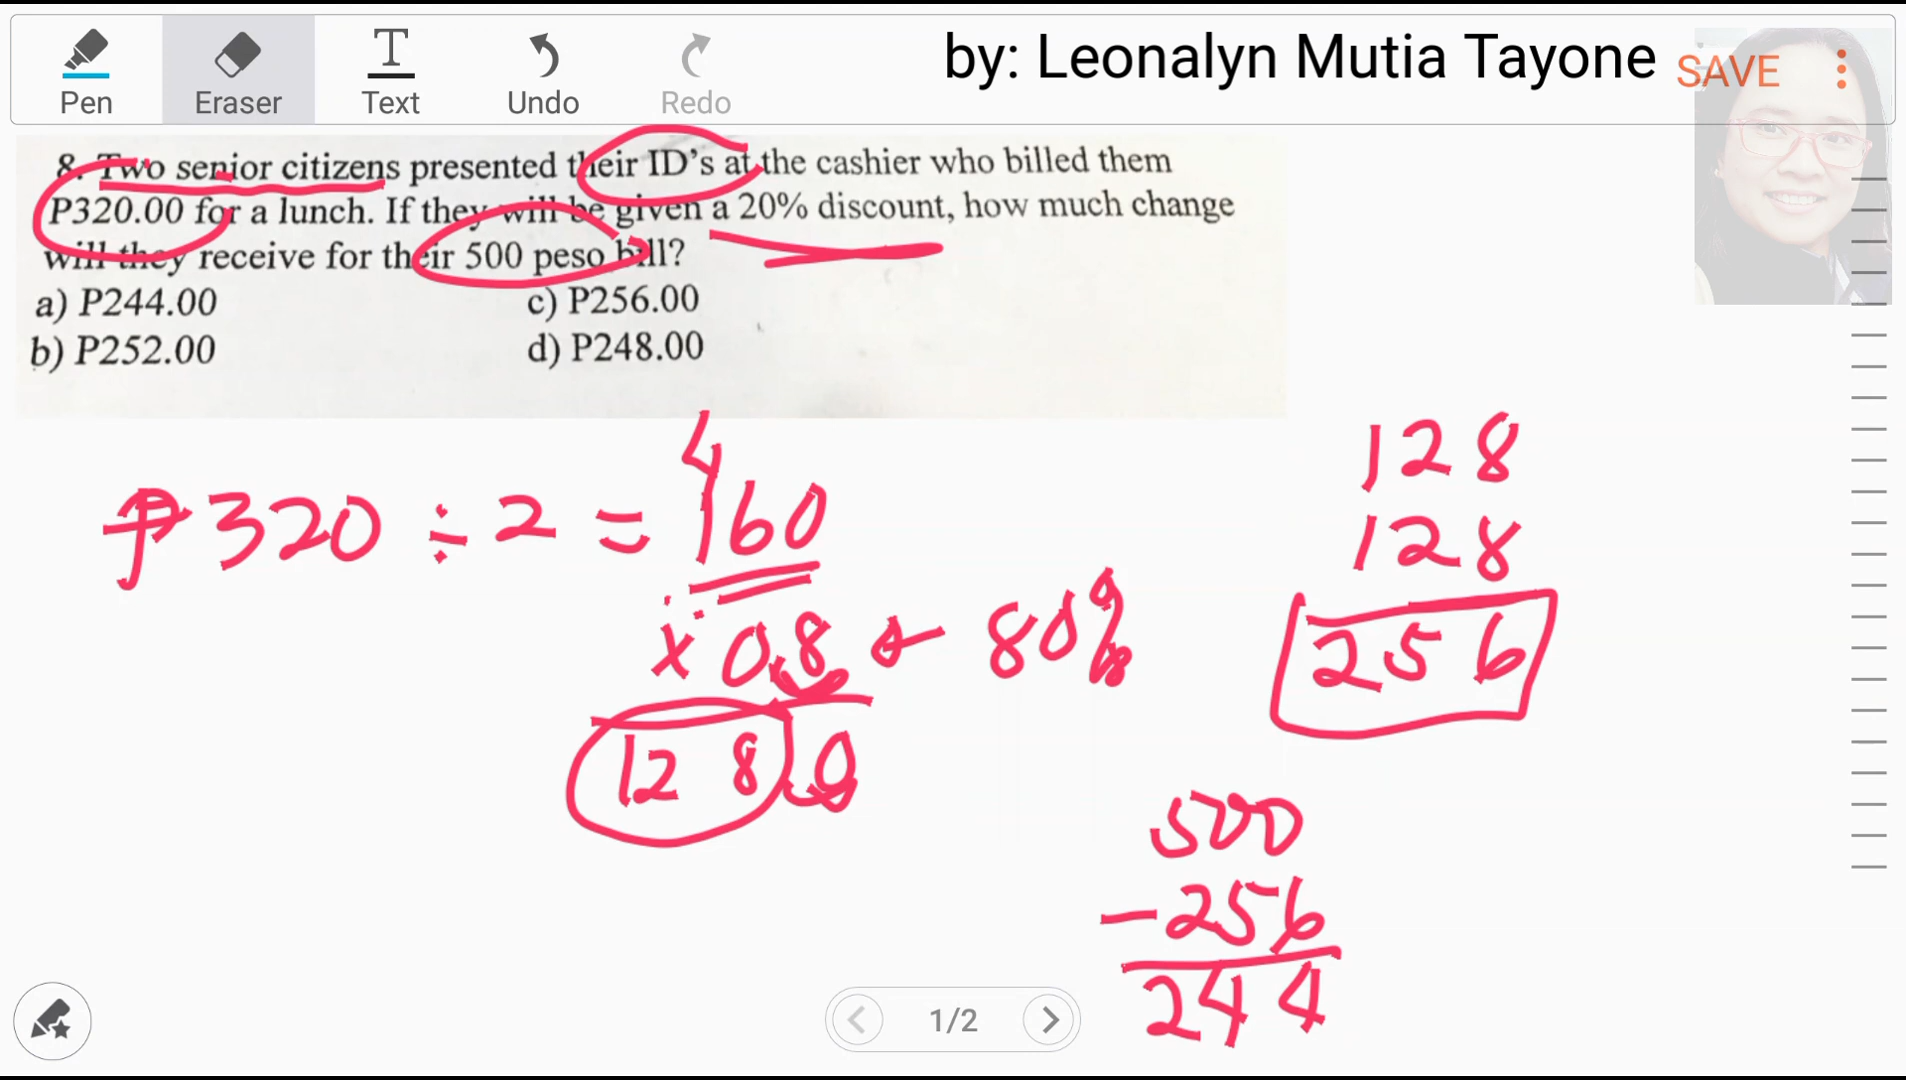 by: Leonalyn Mutia Tayone
SAVE
Pen
Eraser
Text
Undo
Redo
8. Two senior citizens presented their ID's at the cashier who billed them
P320.00 for a lunch. If they will be given a 20% discount, how much change
will they receive for their 500 peso bill?
a) P244.00
c) P256.00
b) P252.00
d) P248.00
₱320 ÷ 2 = 160
4
x 0.8 ← 80%
128.0
128
128
256
500
-256
244
1/2